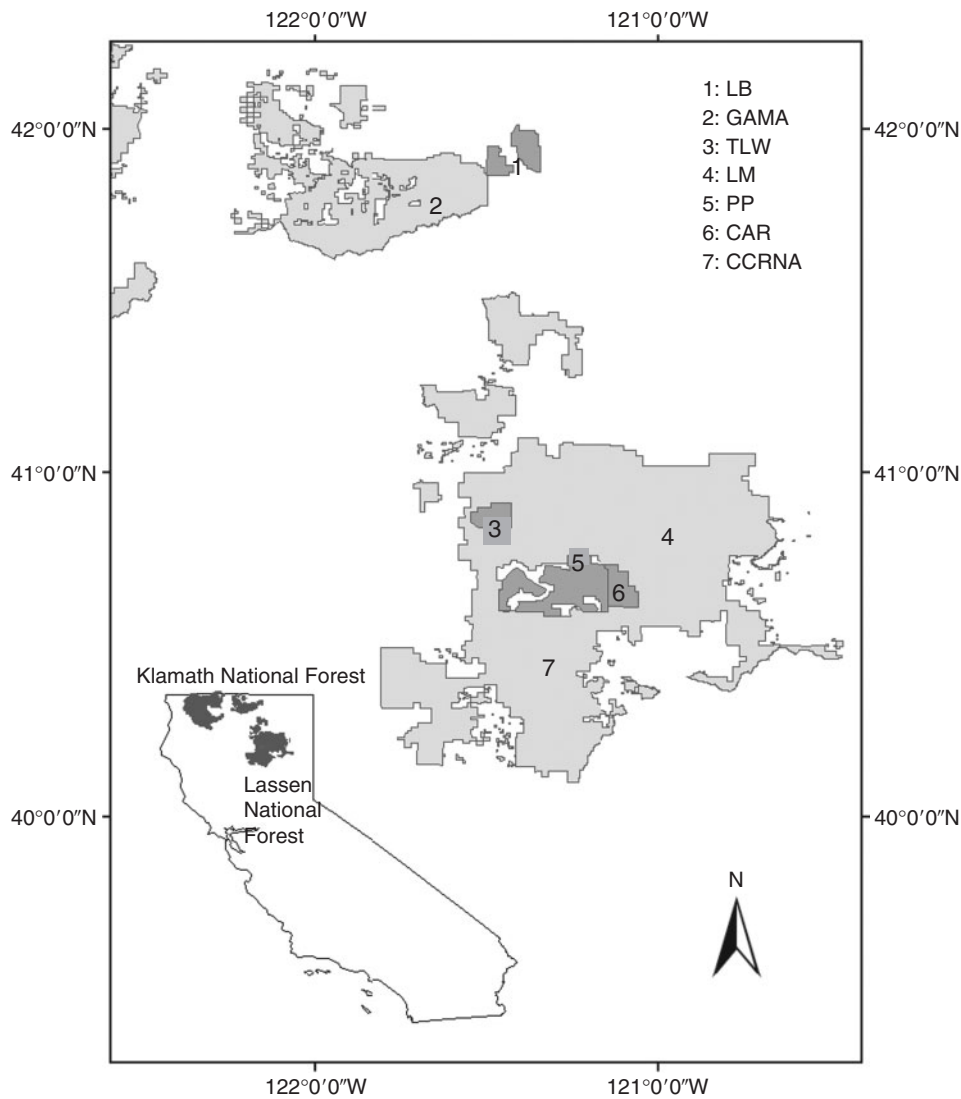 122°0′0″W 121°0′0″W
42°0′0″N 42°0′0″N
1: LB
2: GAMA
3: TLW
4: LM
5: PP
6: CAR
7: CCRNA
1
2
41°0′0″N 41°0′0″N
3
4
5
6
7
Klamath National Forest
Lassen
National
Forest
40°0′0″N 40°0′0″N
N
122°0′0″W 121°0′0″W